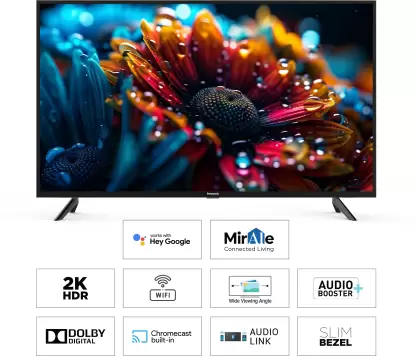 Panasonic
works with
Hey Google
MirAIe
Connected Living
2K
HDR
WIFI
Wide Viewing Angle
AUDIO
BOOSTER+
DOLBY
DIGITAL
Chromecast
built-in
AUDIO
LINK
SLIM
BEZEL